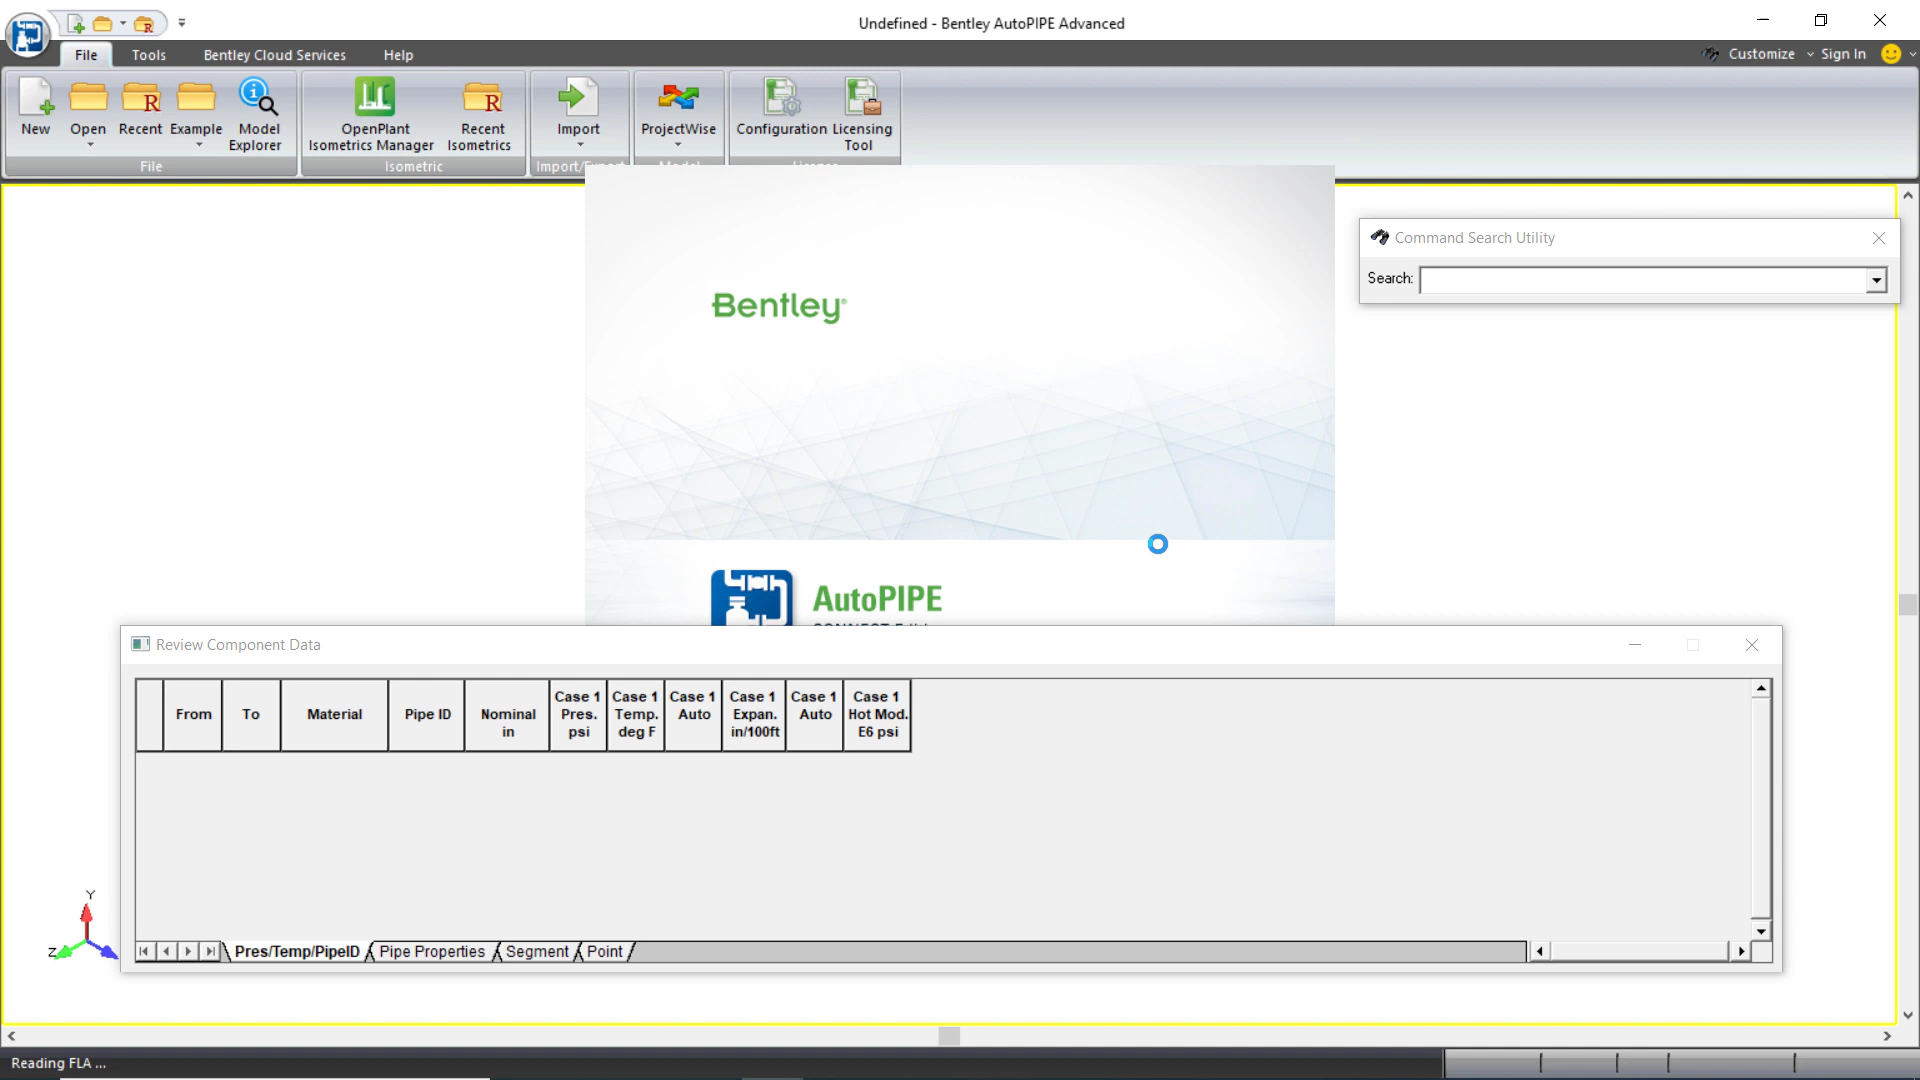 Undefined - Bentley AutoPIPE Advanced
File Tools Bentley Cloud Services Help
Customize Sign In
New Open Recent Example Model Explorer
OpenPlant Isometrics Manager
Recent Isometrics
Import
ProjectWise
Configuration
Licensing Tool
File Isometric Import/Export Model
Command Search Utility
Search:
Bentley
AutoPIPE
Review Component Data
From To Material Pipe ID
Nominal in
Case 1 Pres. psi
Case 1 Temp. deg F
Case 1 Auto
Case 1 Expan. in/100ft
Case 1 Auto
Case 1 Hot Mod. E6 psi
Y
Z
Pres/Temp/PipeID Pipe Properties Segment Point
Reading FLA ...